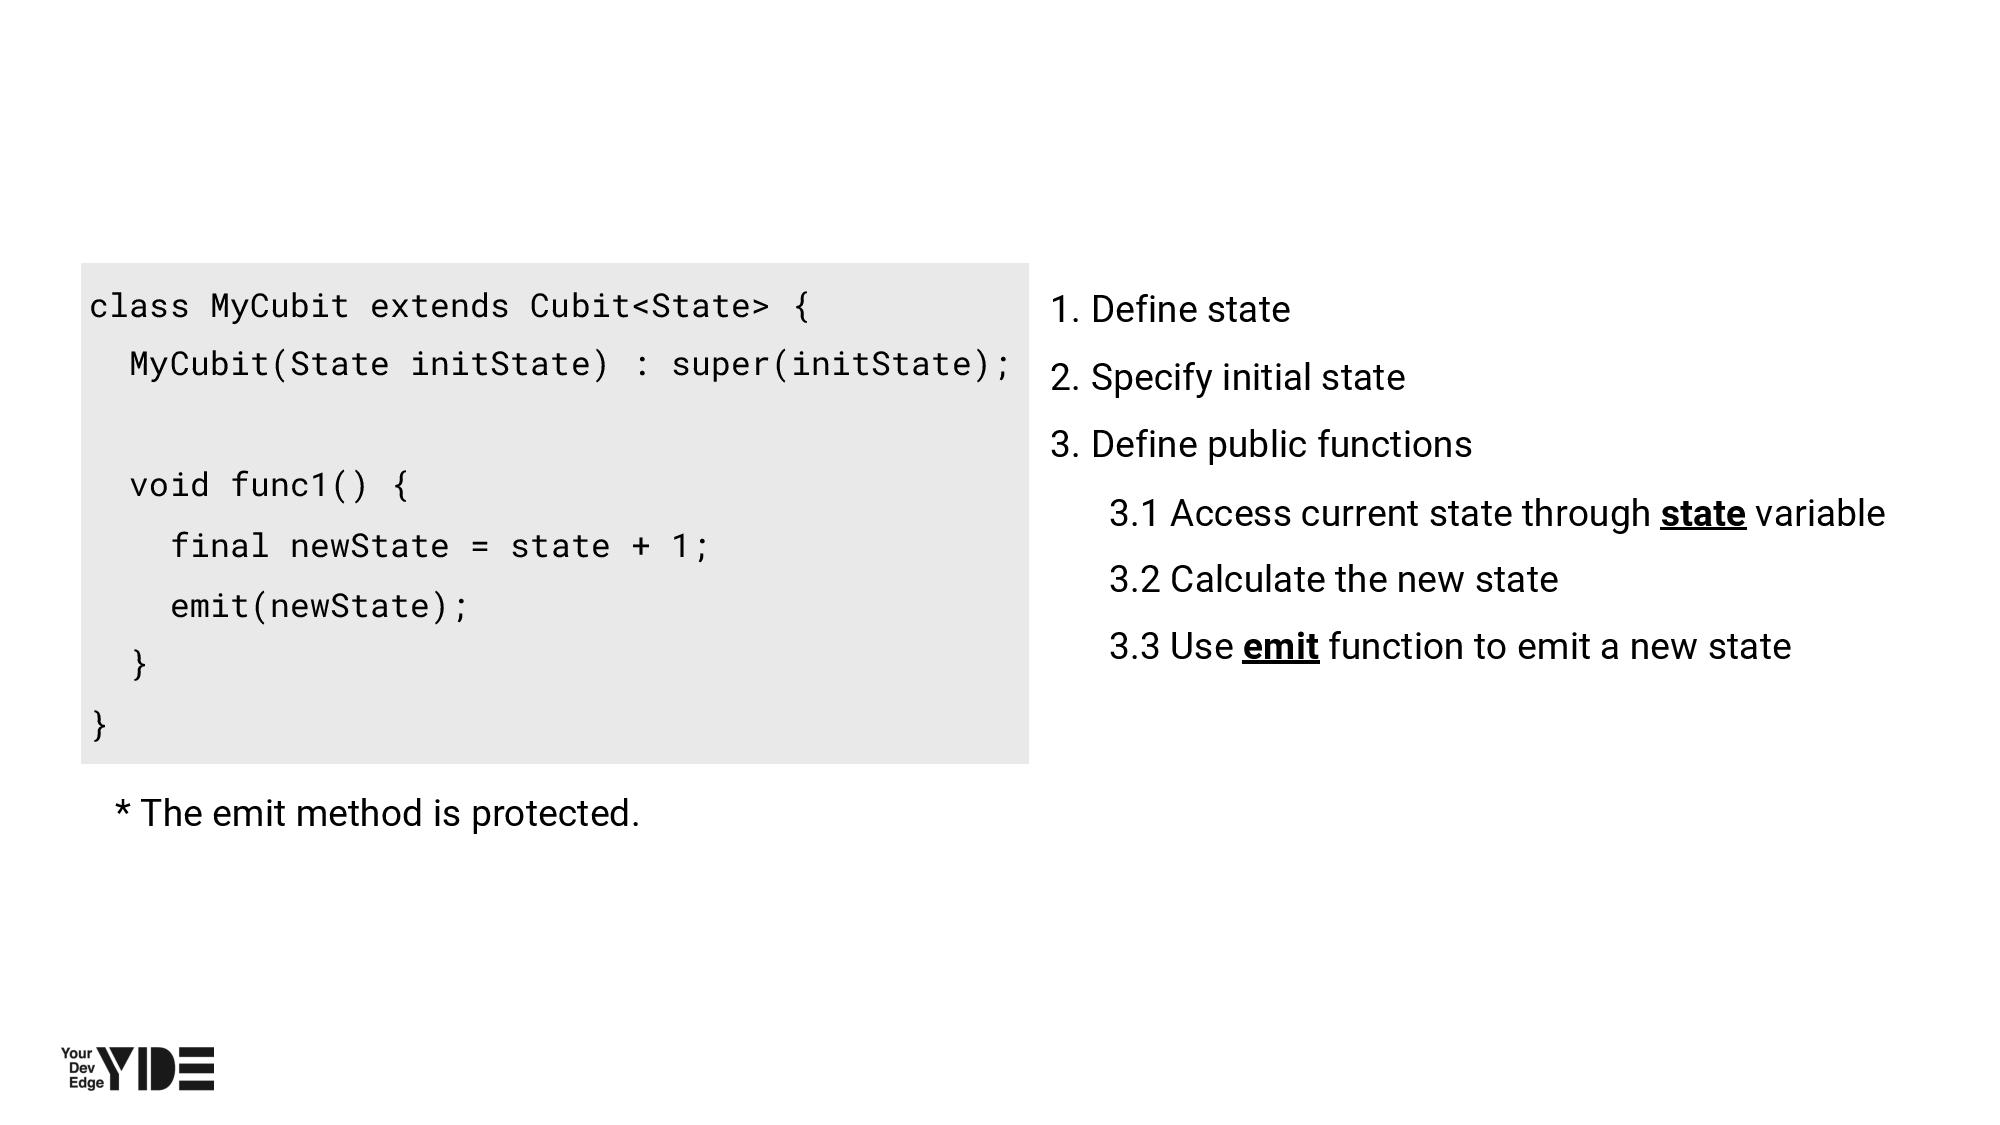 class MyCubit extends Cubit<State> {
MyCubit(State initState) : super(initState);
void func1() {
final newState = state + 1;
emit(newState);
}
}
* The emit method is protected.
1. Define state
2. Specify initial state
3. Define public functions
3.1 Access current state through state variable
3.2 Calculate the new state
3.3 Use emit function to emit a new state
Your
Dev
Edge
YDE